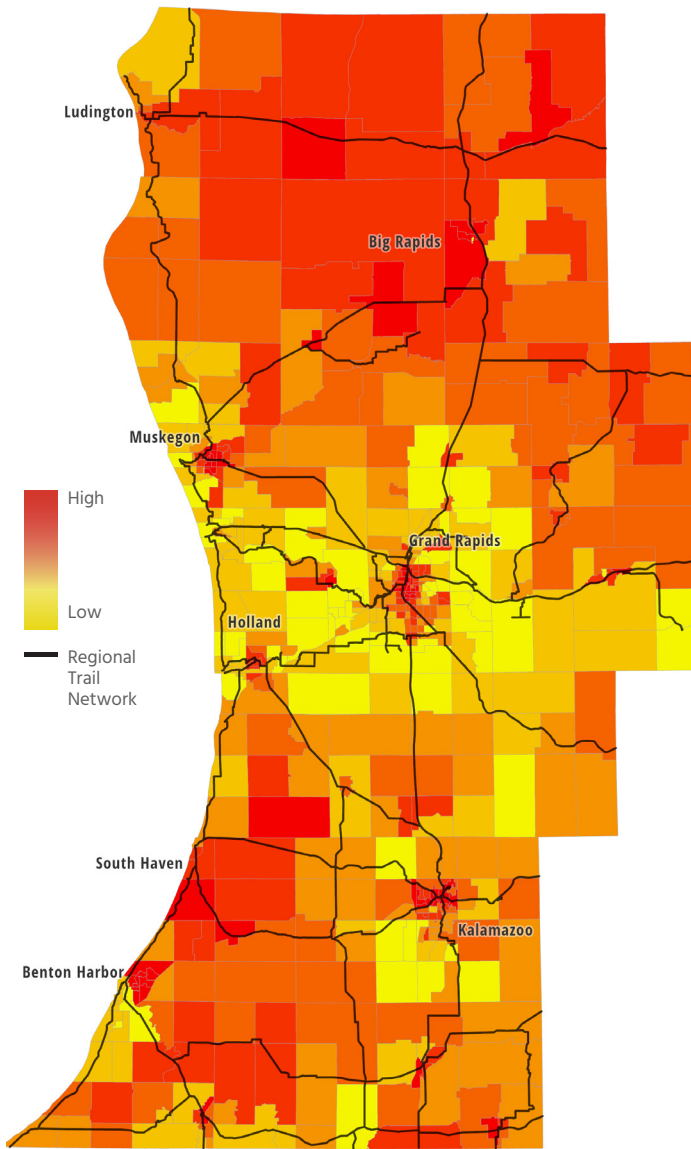 Ludington
Big Rapids
Muskegon
High
Grand Rapids
Low
Holland
Regional
Trail
Network
South Haven
Kalamazoo
Benton Harbor